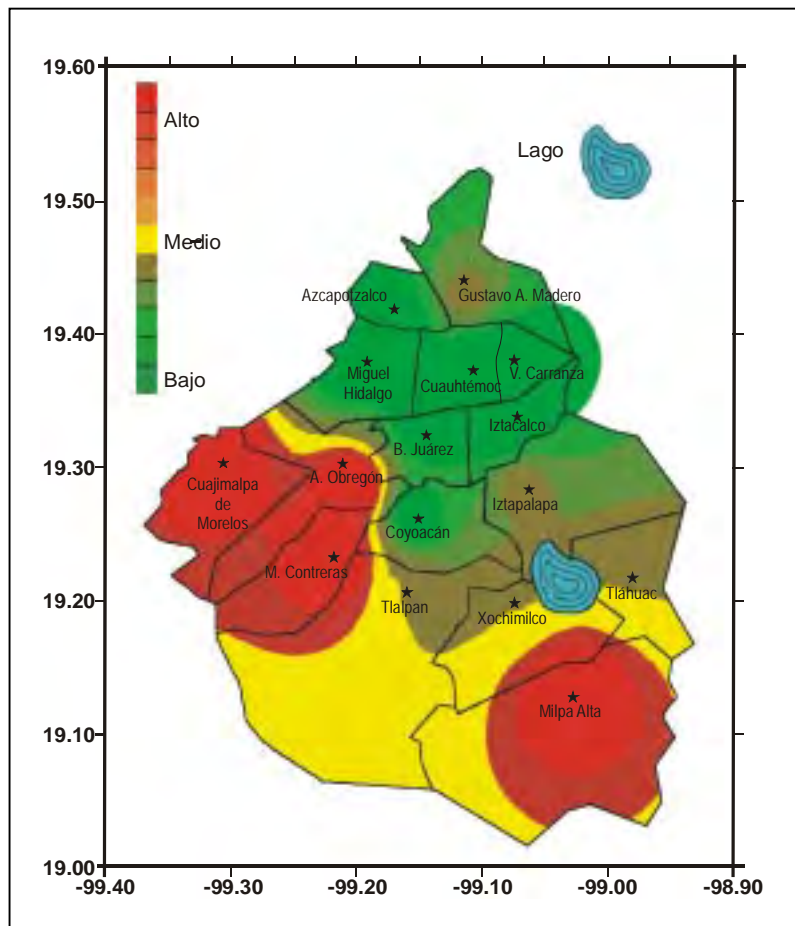 19.60
Alto
Lago
19.50
Medio
Azcapotzalco
Gustavo A. Madero
19.40
Bajo
Miguel
Hidalgo
Cuauhtémoc
V. Carranza
Iztacalco
B. Juárez
19.30
Cuajimalpa
de
Morelos
A. Obregón
Iztapalapa
Coyoacán
M. Contreras
Tlalpan
Xochimilco
Tláhuac
19.20
Milpa Alta
19.10
19.00
-99.40 -99.30 -99.20 -99.10 -99.00 -98.90